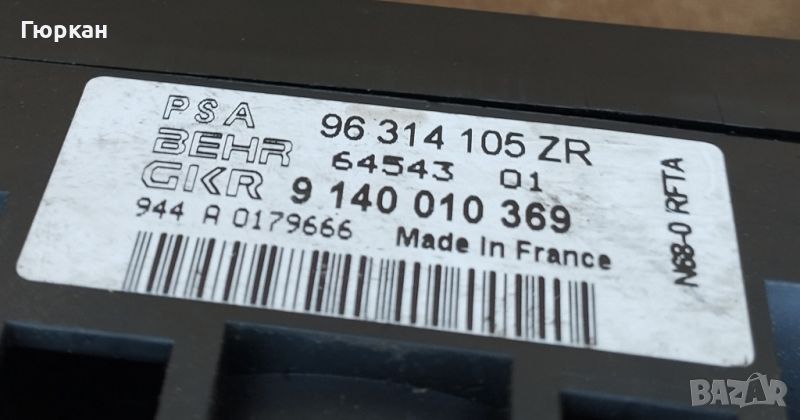 Гюркан
PSA 96 314 105 ZR
BEHR 64543 01
GKR 9 140 010 369
944 A 0179666 Made In France
N68-0 RFTA
BAZAR